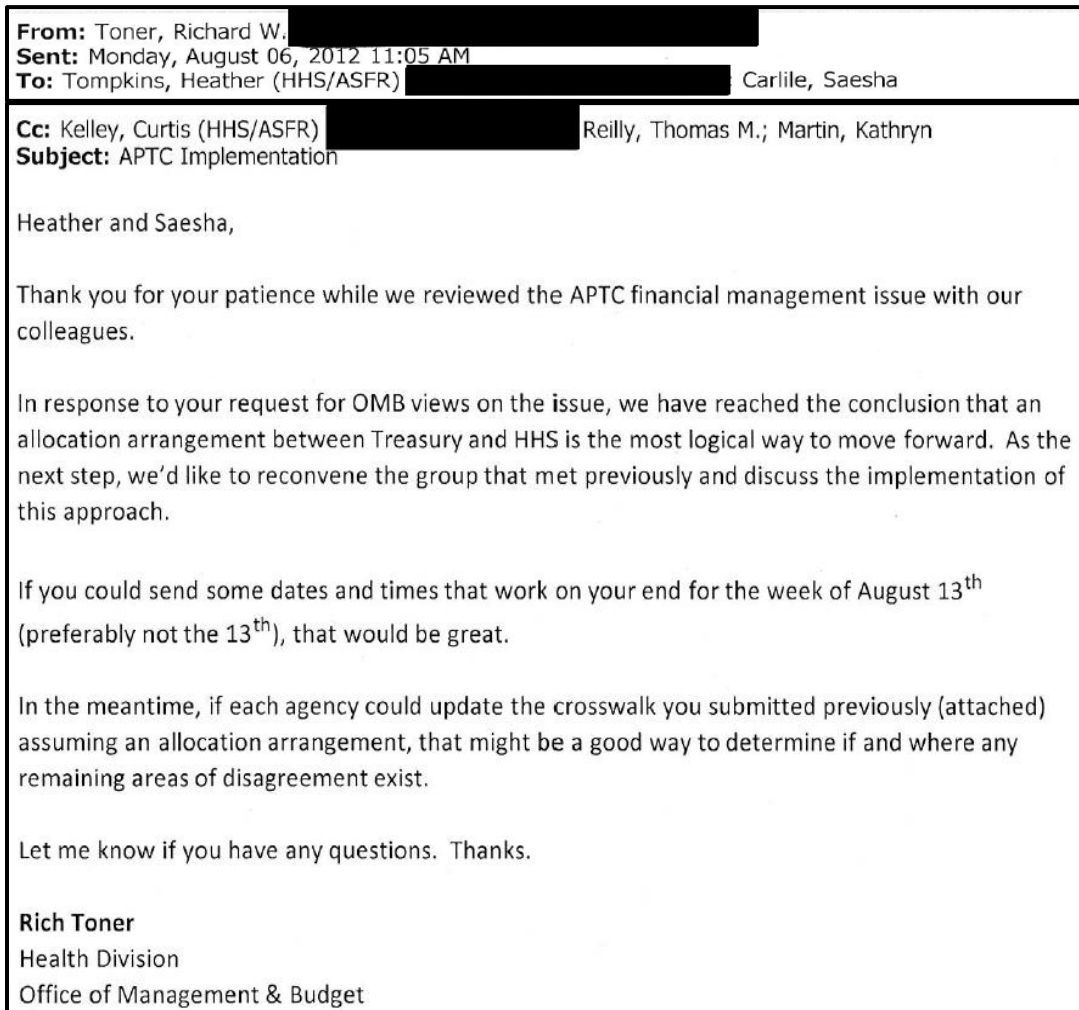 From: Toner, Richard W.
Sent: Monday, August 06, 2012 11:05 AM
To: Tompkins, Heather (HHS/ASFR) Carlile, Saesha
Cc: Kelley, Curtis (HHS/ASFR) Reilly, Thomas M.; Martin, Kathryn
Subject: APTC Implementation
Heather and Saesha,
Thank you for your patience while we reviewed the APTC financial management issue with our
colleagues.
In response to your request for OMB views on the issue, we have reached the conclusion that an
allocation arrangement between Treasury and HHS is the most logical way to move forward. As the
next step, we'd like to reconvene the group that met previously and discuss the implementation of
this approach.
If you could send some dates and times that work on your end for the week of August 13th
(preferably not the 13th), that would be great.
In the meantime, if each agency could update the crosswalk you submitted previously (attached)
assuming an allocation arrangement, that might be a good way to determine if and where any
remaining areas of disagreement exist.
Let me know if you have any questions. Thanks.
Rich Toner
Health Division
Office of Management & Budget